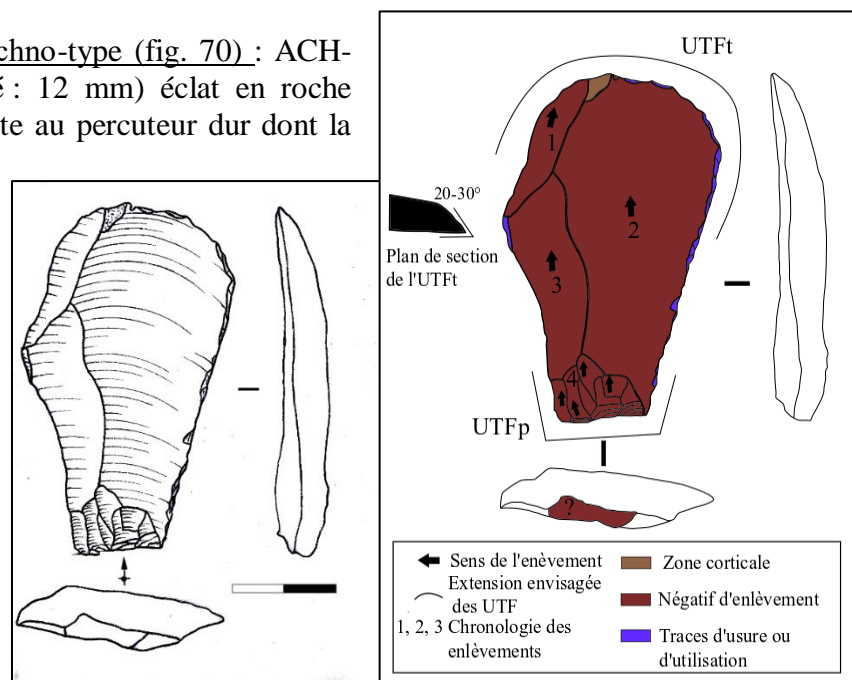 chno-type (fig. 70) : ACH-
é : 12 mm) éclat en roche
te au percuteur dur dont la
UTFt
1
2
3
4
20-30°
Plan de section
de l'UTFt
UTFp
?
Sens de l'enèvement
Extension envisagée
des UTF
1, 2, 3 Chronologie des
enlèvements
Zone corticale
Négatif d'enlèvement
Traces d'usure ou
d'utilisation